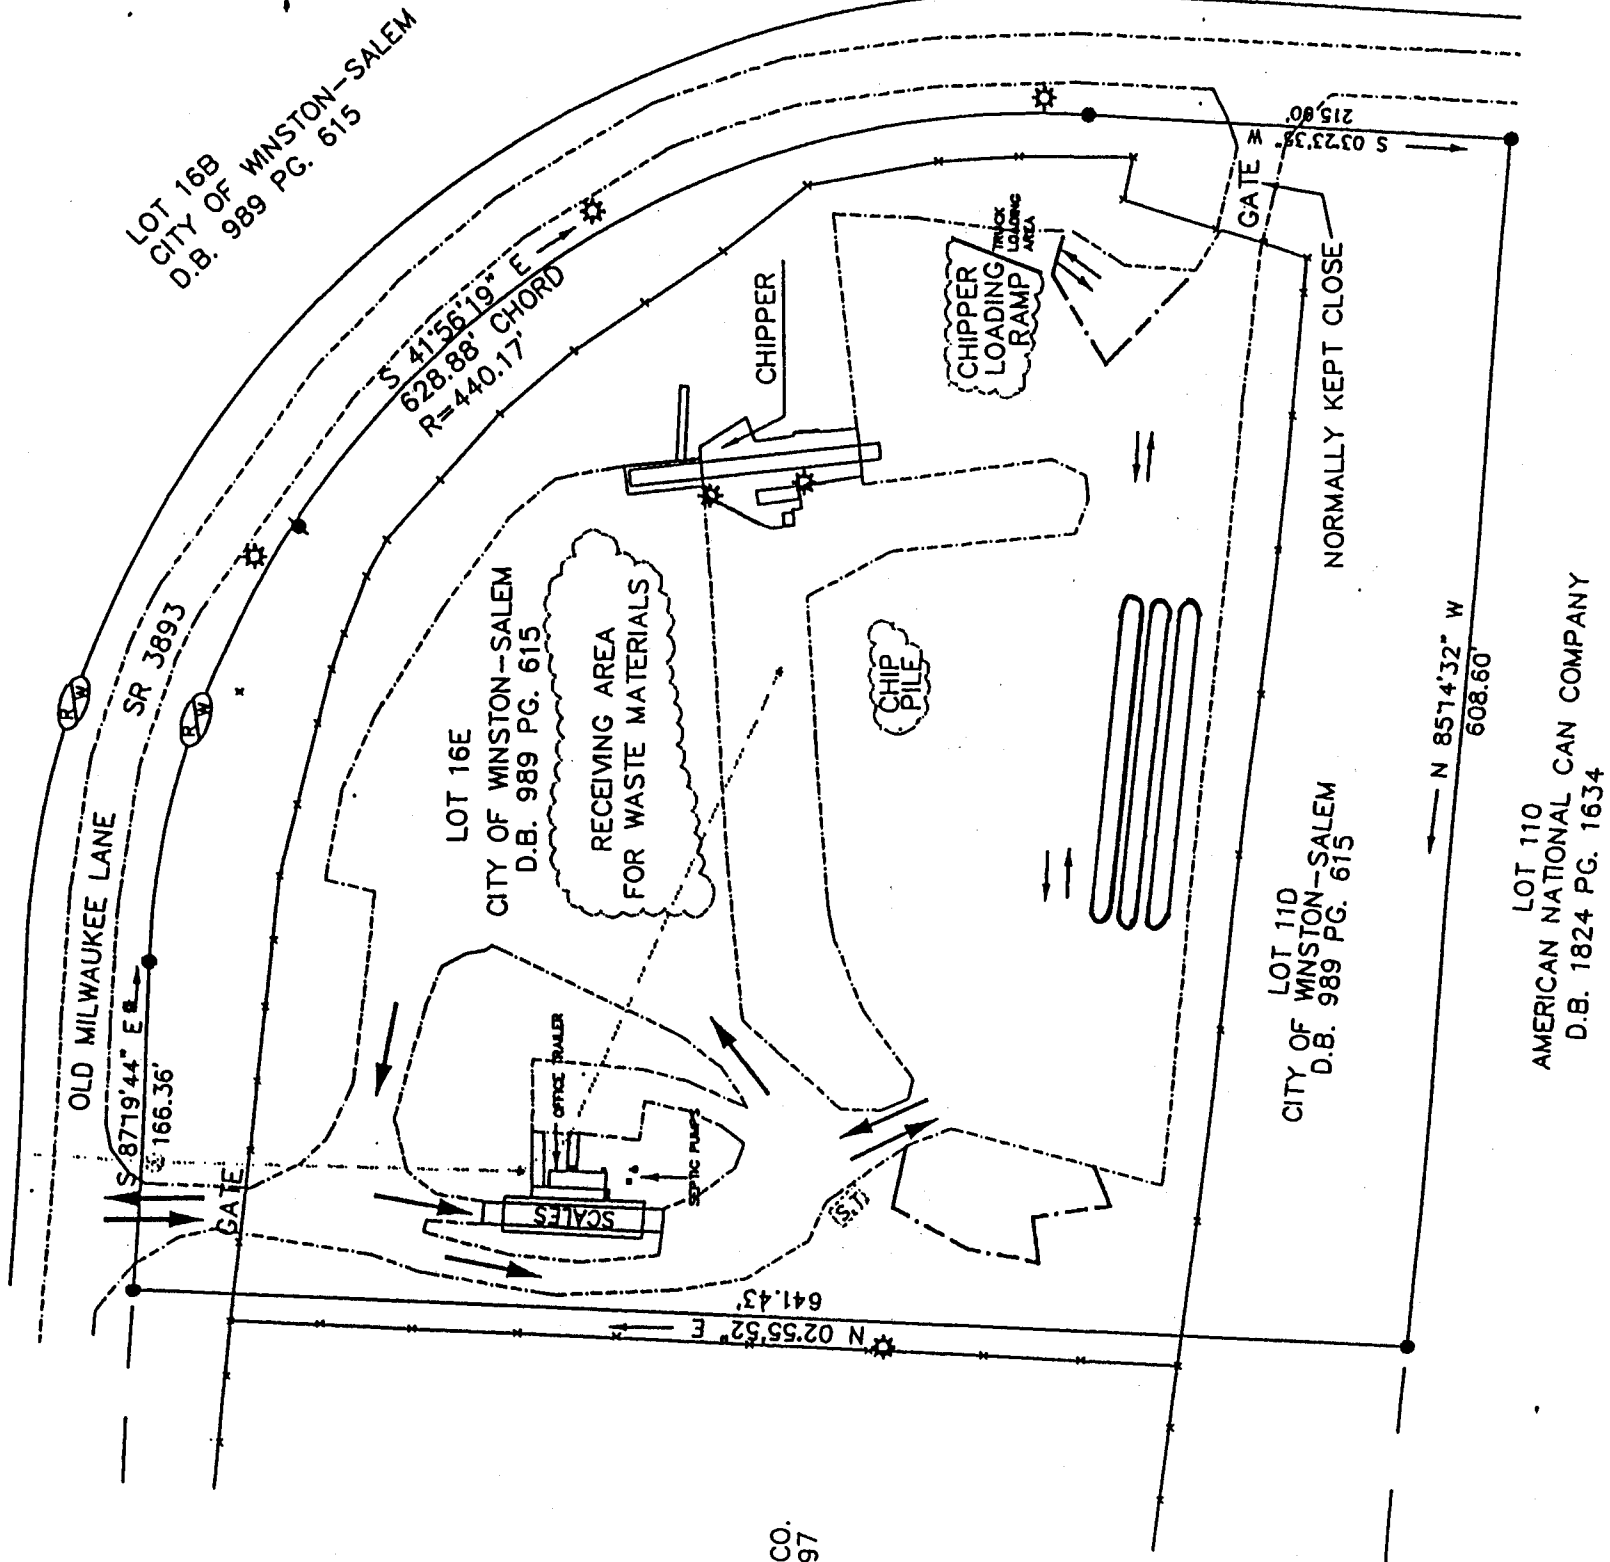 LOT 16B
CITY OF WINSTON-SALEM
D.B. 989 PG. 615
S 41°56'19" E
628.88' CHORD
R=440.17'
SR 3893
R W
R W
OLD MILWAUKEE LANE
S 87°19'44" E
166.36'
GATE
LOT 16E
CITY OF WINSTON-SALEM
D.B. 989 PG. 615
RECEIVING AREA
FOR WASTE MATERIALS
CHIPPER
CHIPPER
LOADING
RAMP
TRUCK
LOADING
AREA
GATE
NORMALLY KEPT CLOSE
S 03°23'35" W
215.00'
CHIP
PILE
OFFICE TRAILER
SEPTIC PUMPS
SCALES
S.T
N 02°55'52" E
641.43'
LOT 11D
CITY OF WINSTON-SALEM
D.B. 989 PG. 615
N 85°14'32" W
608.60'
LOT 110
AMERICAN NATIONAL CAN COMPANY
D.B. 1824 PG. 1634
CO.
97